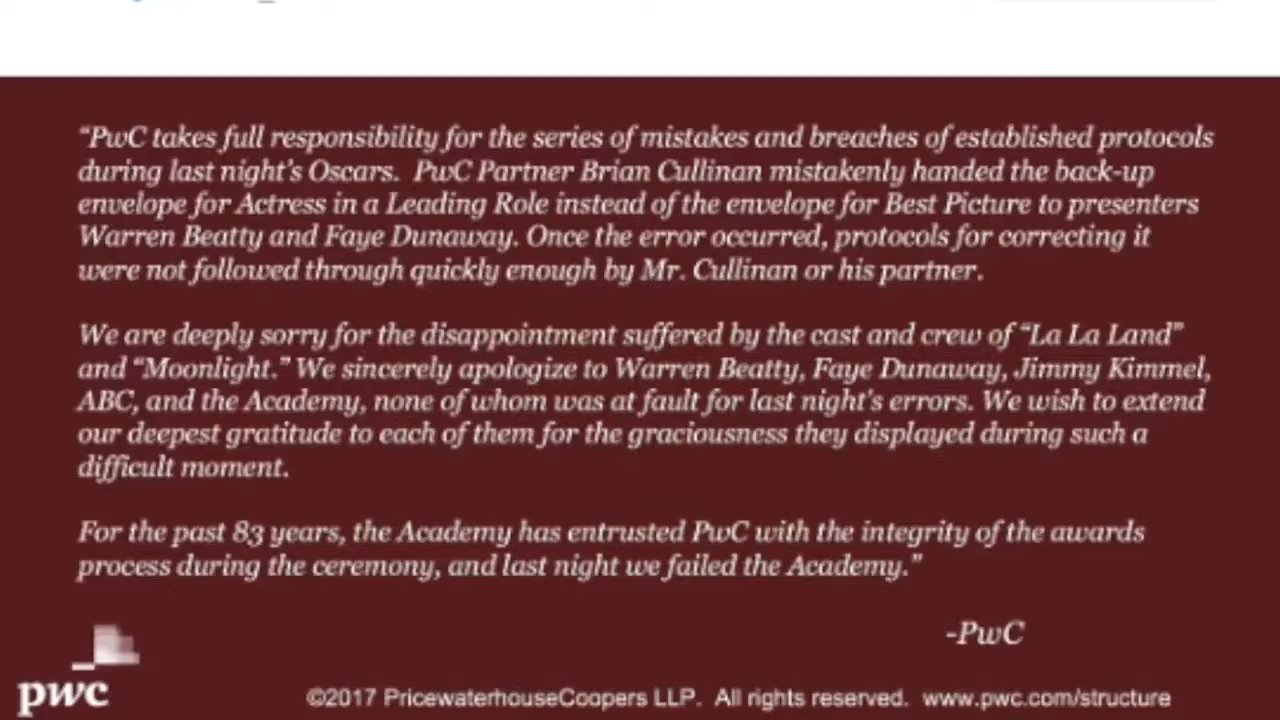 “PwC takes full responsibility for the series of mistakes and breaches of established protocols
during last night’s Oscars.  PwC Partner Brian Cullinan mistakenly handed the back-up
envelope for Actress in a Leading Role instead of the envelope for Best Picture to presenters
Warren Beatty and Faye Dunaway. Once the error occurred, protocols for correcting it
were not followed through quickly enough by Mr. Cullinan or his partner.
We are deeply sorry for the disappointment suffered by the cast and crew of “La La Land”
and “Moonlight.” We sincerely apologize to Warren Beatty, Faye Dunaway, Jimmy Kimmel,
ABC, and the Academy, none of whom was at fault for last night's errors. We wish to extend
our deepest gratitude to each of them for the graciousness they displayed during such a
difficult moment.
For the past 83 years, the Academy has entrusted PwC with the integrity of the awards
process during the ceremony, and last night we failed the Academy.”
-PwC
pwc
©2017 PricewaterhouseCoopers LLP.  All rights reserved.  www.pwc.com/structure